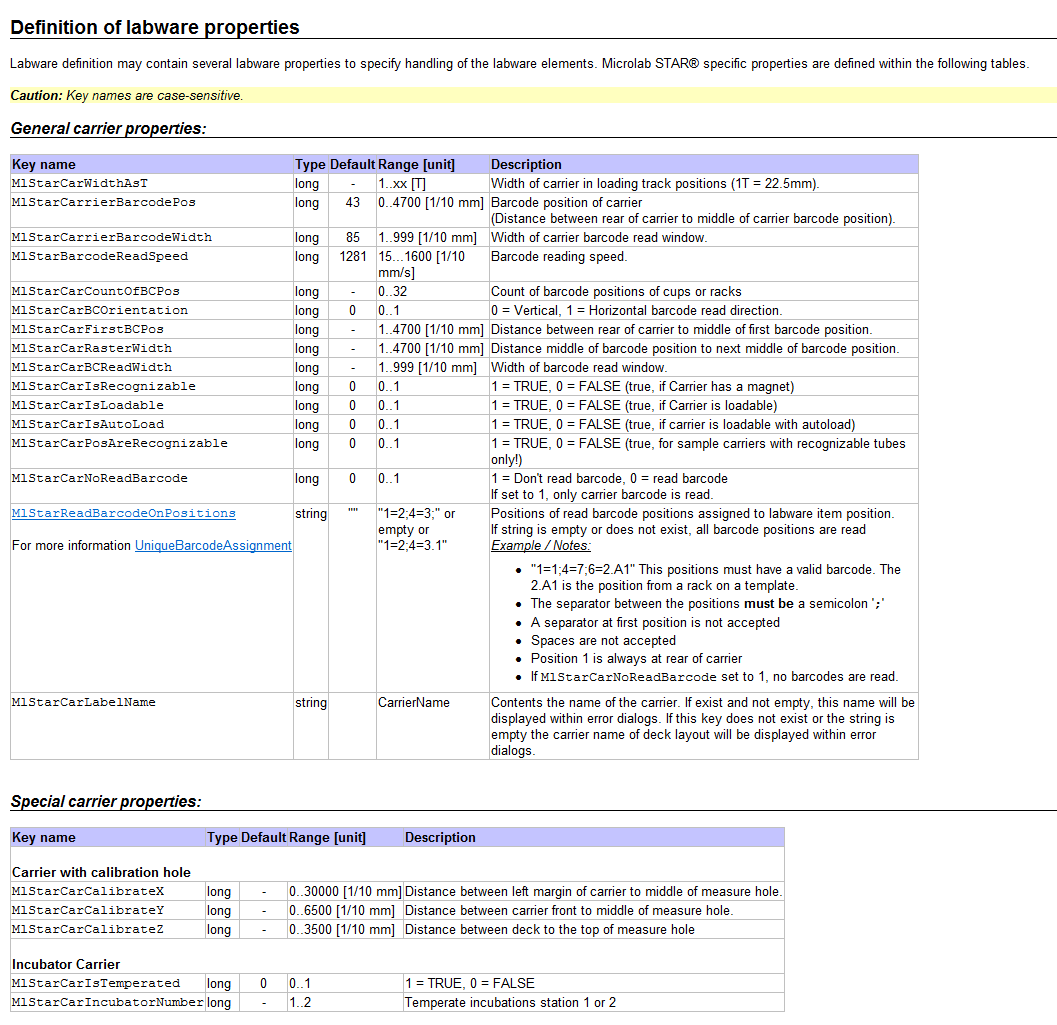 Definition of labware properties
Labware definition may contain several labware properties to specify handling of the labware elements. Microlab STAR® specific properties are defined within the following tables.
Caution: Key names are case-sensitive.
General carrier properties:
Key name Type Default Range [unit] Description
MlStarCarWidthAsT long - 1..xx [T] Width of carrier in loading track positions (1T = 22.5mm).
MlStarCarrierBarcodePos long 43 0..4700 [1/10 mm] Barcode position of carrier
(Distance between rear of carrier to middle of carrier barcode position).
MlStarCarrierBarcodeWidth long 85 1..999 [1/10 mm] Width of carrier barcode read window.
MlStarBarcodeReadSpeed long 1281 15...1600 [1/10 Barcode reading speed.
mm/s]
MlStarCarCountOfBCPos long - 0..32 Count of barcode positions of cups or racks
MlStarCarBCOrientation long 0 0..1 0 = Vertical, 1 = Horizontal barcode read direction.
MlStarCarFirstBCPos long - 1..4700 [1/10 mm] Distance between rear of carrier to middle of first barcode position.
MlStarCarRasterWidth long - 1..4700 [1/10 mm] Distance middle of barcode position to next middle of barcode position.
MlStarCarBCReadWidth long - 1..999 [1/10 mm] Width of barcode read window.
MlStarCarIsRecognizable long 0 0..1 1 = TRUE, 0 = FALSE (true, if Carrier has a magnet)
MlStarCarIsLoadable long 0 0..1 1 = TRUE, 0 = FALSE (true, if Carrier is loadable)
MlStarCarIsAutoLoad long 0 0..1 1 = TRUE, 0 = FALSE (true, if carrier is loadable with autoload)
MlStarCarPosAreRecognizable long 0 0..1 1 = TRUE, 0 = FALSE (true, for sample carriers with recognizable tubes
only!)
MlStarCarNoReadBarcode long 0 0..1 1 = Don't read barcode, 0 = read barcode
If set to 1, only carrier barcode is read.
MlStarReadBarcodeOnPositions string "" "1=2;4=3;" or Positions of read barcode positions assigned to labware item position.
empty or If string is empty or does not exist, all barcode positions are read
For more information UniqueBarcodeAssignment "1=2;4=3.1" Example / Notes:
• "1=1;4=7;6=2.A1" This positions must have a valid barcode. The
2.A1 is the position from a rack on a template.
• The separator between the positions must be a semicolon ';'
• A separator at first position is not accepted
• Spaces are not accepted
• Position 1 is always at rear of carrier
• If MlStarCarNoReadBarcode set to 1, no barcodes are read.
MlStarCarLabelName string CarrierName Contents the name of the carrier. If exist and not empty, this name will be
displayed within error dialogs. If this key does not exist or the string is
empty the carrier name of deck layout will be displayed within error
dialogs.
Special carrier properties:
Key name Type Default Range [unit] Description
Carrier with calibration hole
MlStarCarCalibrateX long - 0..30000 [1/10 mm] Distance between left margin of carrier to middle of measure hole.
MlStarCarCalibrateY long - 0..6500 [1/10 mm] Distance between carrier front to middle of measure hole.
MlStarCarCalibrateZ long - 0..3500 [1/10 mm] Distance between deck to the top of measure hole
Incubator Carrier
MlStarCarIsTemperated long 0 0..1 1 = TRUE, 0 = FALSE
MlStarCarIncubatorNumber long - 1..2 Temperate incubations station 1 or 2